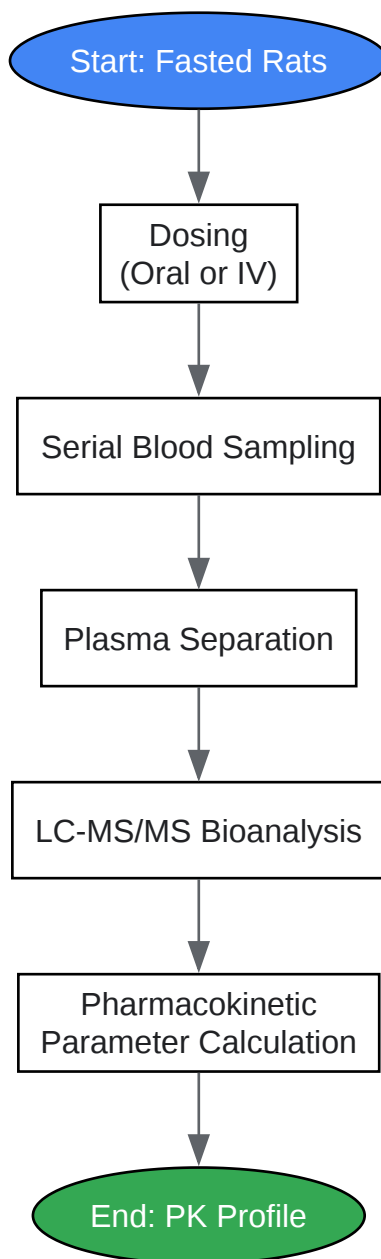 Start: Fasted Rats
Dosing
(Oral or IV)
Serial Blood Sampling
Plasma Separation
LC-MS/MS Bioanalysis
Pharmacokinetic
Parameter Calculation
End: PK Profile